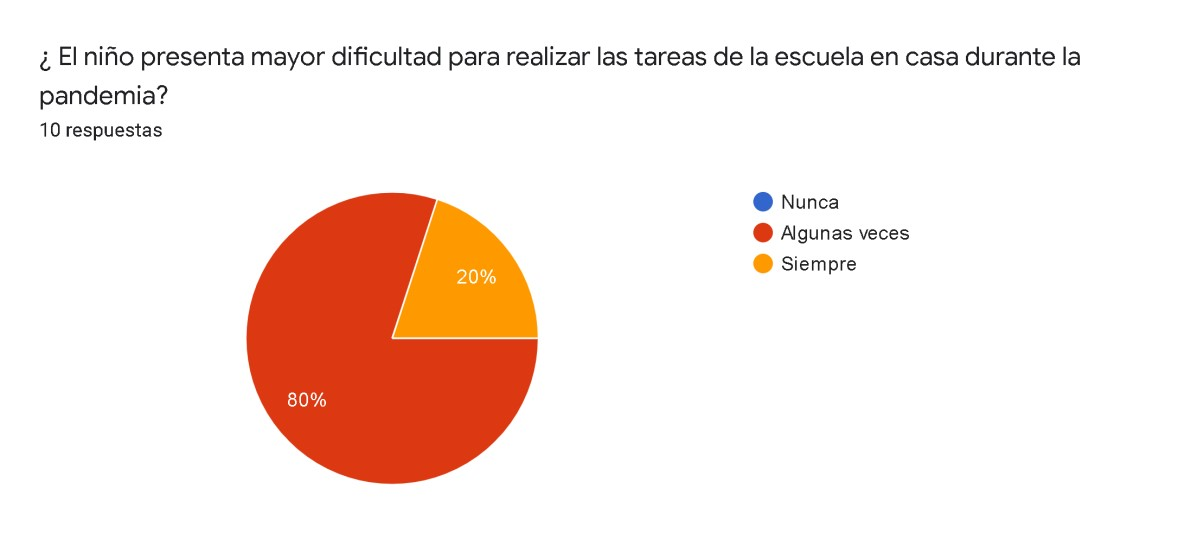 ¿ El niño presenta mayor dificultad para realizar las tareas de la escuela en casa durante la
pandemia?
10 respuestas
Nunca
Algunas veces
Siempre
20%
80%